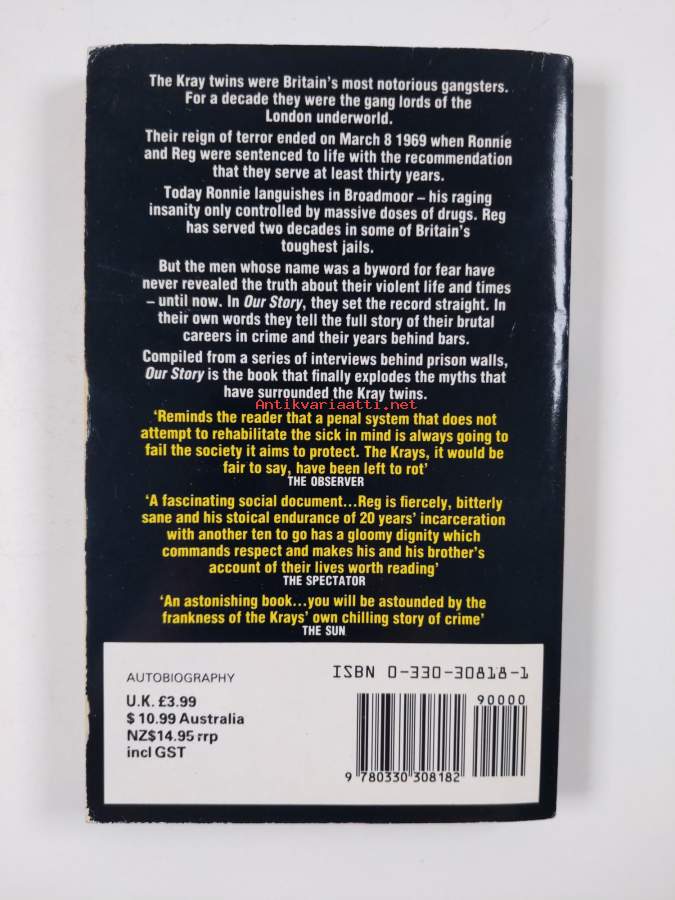 The Kray twins were Britain's most notorious gangsters.
For a decade they were the gang lords of the
London underworld.
Their reign of terror ended on March 8 1969 when Ronnie
and Reg were sentenced to life with the recommendation
that they serve at least thirty years.
Today Ronnie languishes in Broadmoor – his raging
insanity only controlled by massive doses of drugs. Reg
has served two decades in some of Britain's
toughest jails.
But the men whose name was a byword for fear have
never revealed the truth about their violent life and times
– until now. In Our Story, they set the record straight. In
their own words they tell the full story of their brutal
careers in crime and their years behind bars.
Compiled from a series of interviews behind prison walls,
Our Story is the book that finally explodes the myths that
have surrounded the Kray twins.
Antikvariaatti.net
'Reminds the reader that a penal system that does not
attempt to rehabilitate the sick in mind is always going to
fail the society it aims to protect. The Krays, it would be
fair to say, have been left to rot'
THE OBSERVER
'A fascinating social document...Reg is fiercely, bitterly
sane and his stoical endurance of 20 years' incarceration
with another ten to go has a gloomy dignity which
commands respect and makes his and his brother's
account of their lives worth reading'
THE SPECTATOR
'An astonishing book...you will be astounded by the
frankness of the Krays' own chilling story of crime'
THE SUN
AUTOBIOGRAPHY
U.K. £3.99
$ 10.99 Australia
NZ$14.95 rrp
incl GST
ISBN 0-330-30818-1
90000
9 780330 308182